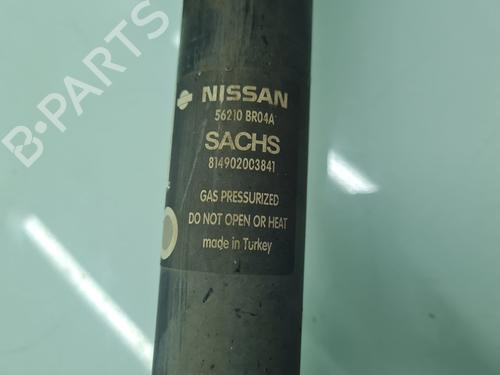 B-PARTS
NISSAN
56210 BR04A
SACHS
814902003841
GAS PRESSURIZED
DO NOT OPEN OR HEAT
made in Turkey